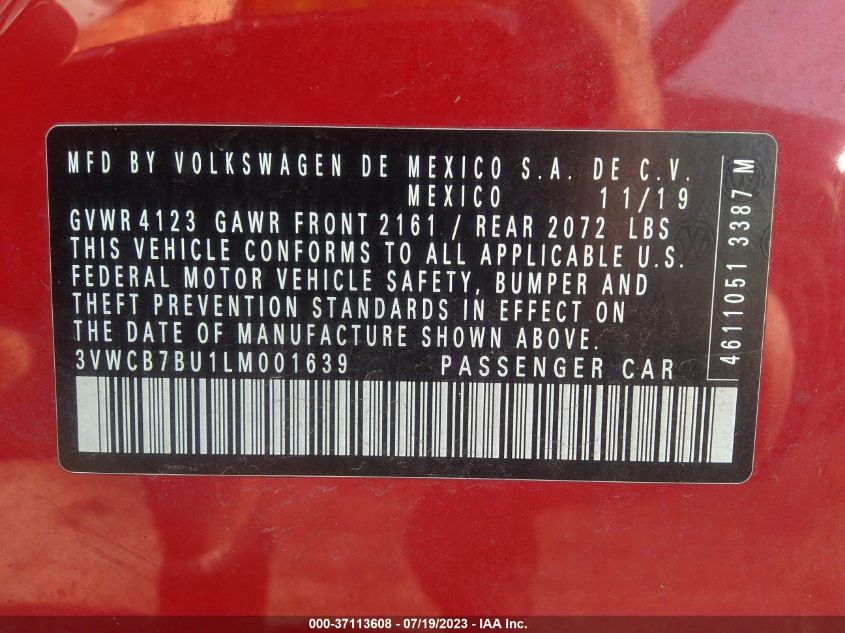 MFD BY VOLKSWAGEN DE MEXICO S.A. DE C.V.
MEXICO 11/19
GVWR 4123 GAWR FRONT 2161 / REAR 2072 LBS
THIS VEHICLE CONFORMS TO ALL APPLICABLE U.S.
FEDERAL MOTOR VEHICLE SAFETY, BUMPER AND
THEFT PREVENTION STANDARDS IN EFFECT ON
THE DATE OF MANUFACTURE SHOWN ABOVE.
3VWCB7BU1LM001639 PASSENGER CAR
4611051 3387 M
000-37113608 - 07/19/2023 - IAA Inc.